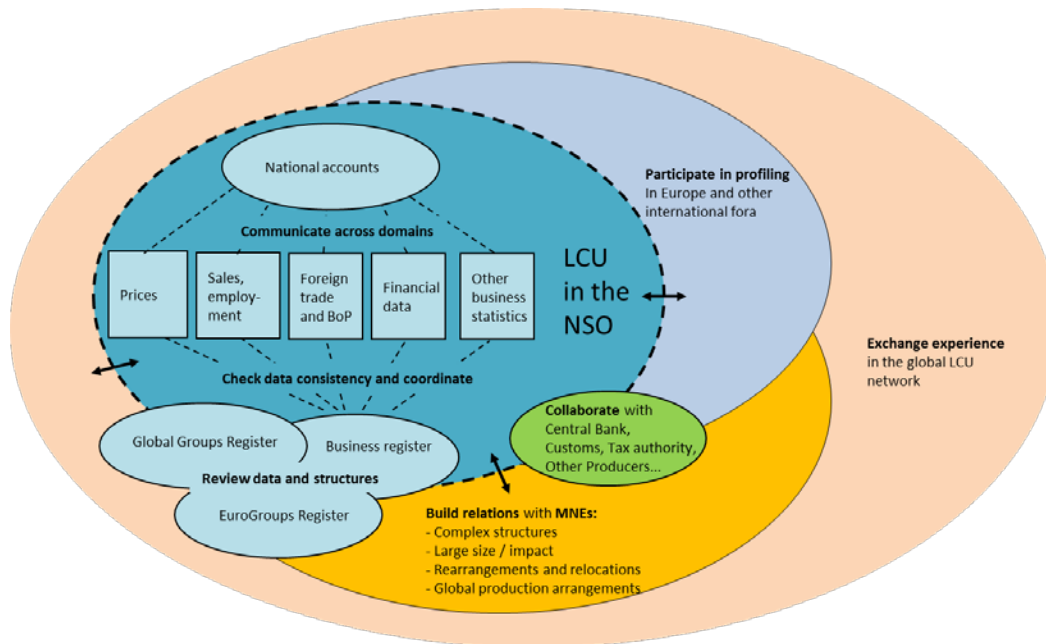 National accounts
Communicate across domains
Prices
Sales,
employ-
ment
Foreign
trade
and BoP
Financial
data
Other
business
statistics
LCU
in the
NSO
Check data consistency and coordinate
Global Groups Register
Business register
Review data and structures
EuroGroups Register
Participate in profiling
In Europe and other
international fora
Exchange experience
in the global LCU
network
Collaborate with
Central Bank,
Customs, Tax authority,
Other Producers...
Build relations with MNEs:
- Complex structures
- Large size / impact
- Rearrangements and relocations
- Global production arrangements